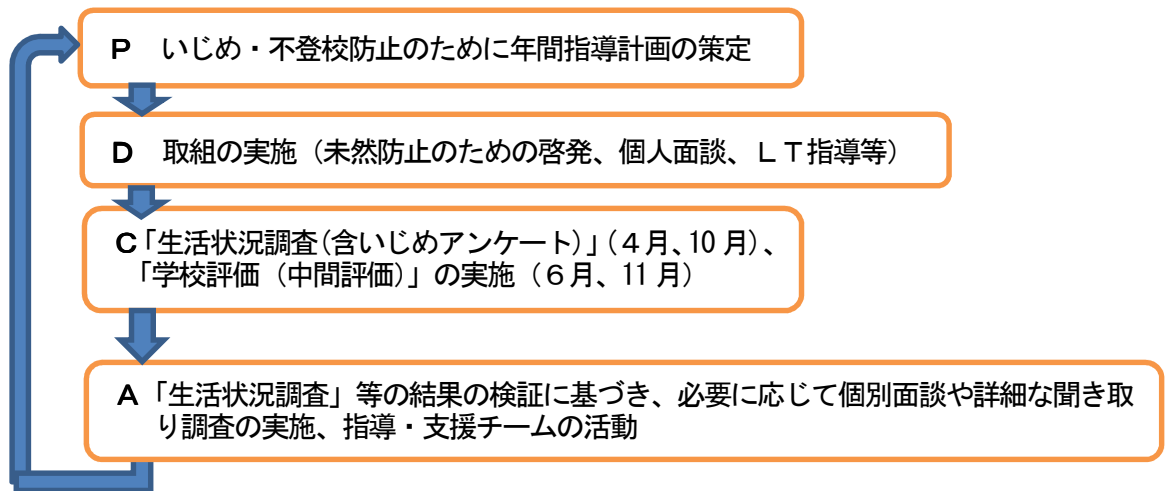 P いじめ・不登校防止のために年間指導計画の策定
D 取組の実施（未然防止のための啓発、個人面談、ＬＴ指導等）
C「生活状況調査(含いじめアンケート)」（４月、10 月）、
「学校評価（中間評価）」の実施（６月、11 月）
A「生活状況調査」等の結果の検証に基づき、必要に応じて個別面談や詳細な聞き取
り調査の実施、指導・支援チームの活動